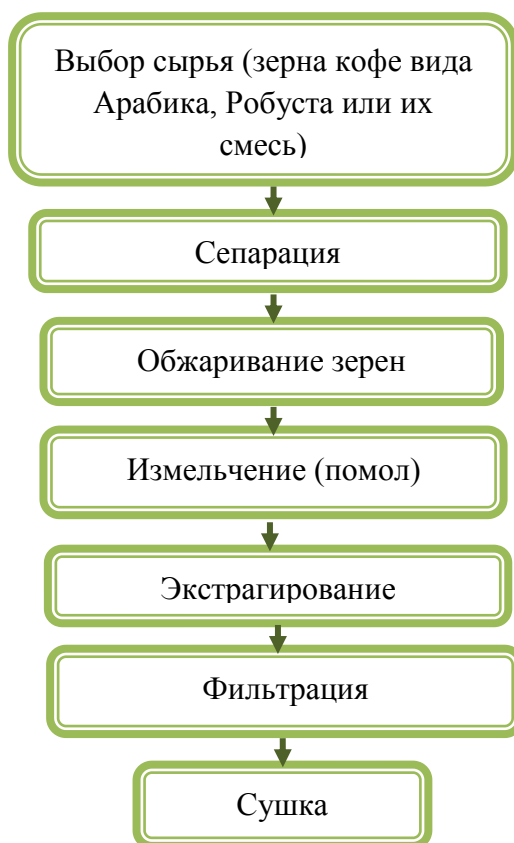 Выбор сырья (зерна кофе вида
Арабика, Робуста или их
смесь)
Сепарация
Обжаривание зерен
Измельчение (помол)
Экстрагирование
Фильтрация
Сушка